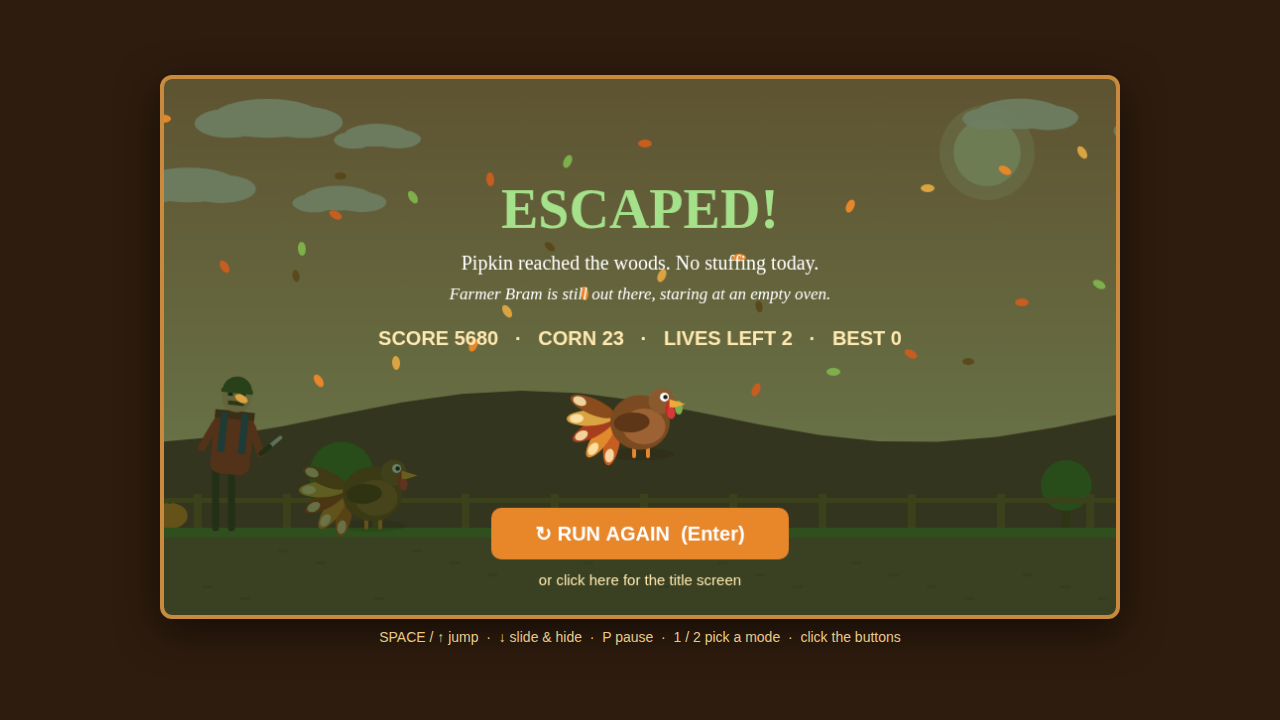 ESCAPED!
Pipkin reached the woods. No stuffing today.
Farmer Bram is still out there, staring at an empty oven.
SCORE 5680 · CORN 23 · LIVES LEFT 2 · BEST 0
↻ RUN AGAIN (Enter)
or click here for the title screen
SPACE / ↑ jump · ↓ slide & hide · P pause · 1 / 2 pick a mode · click the buttons